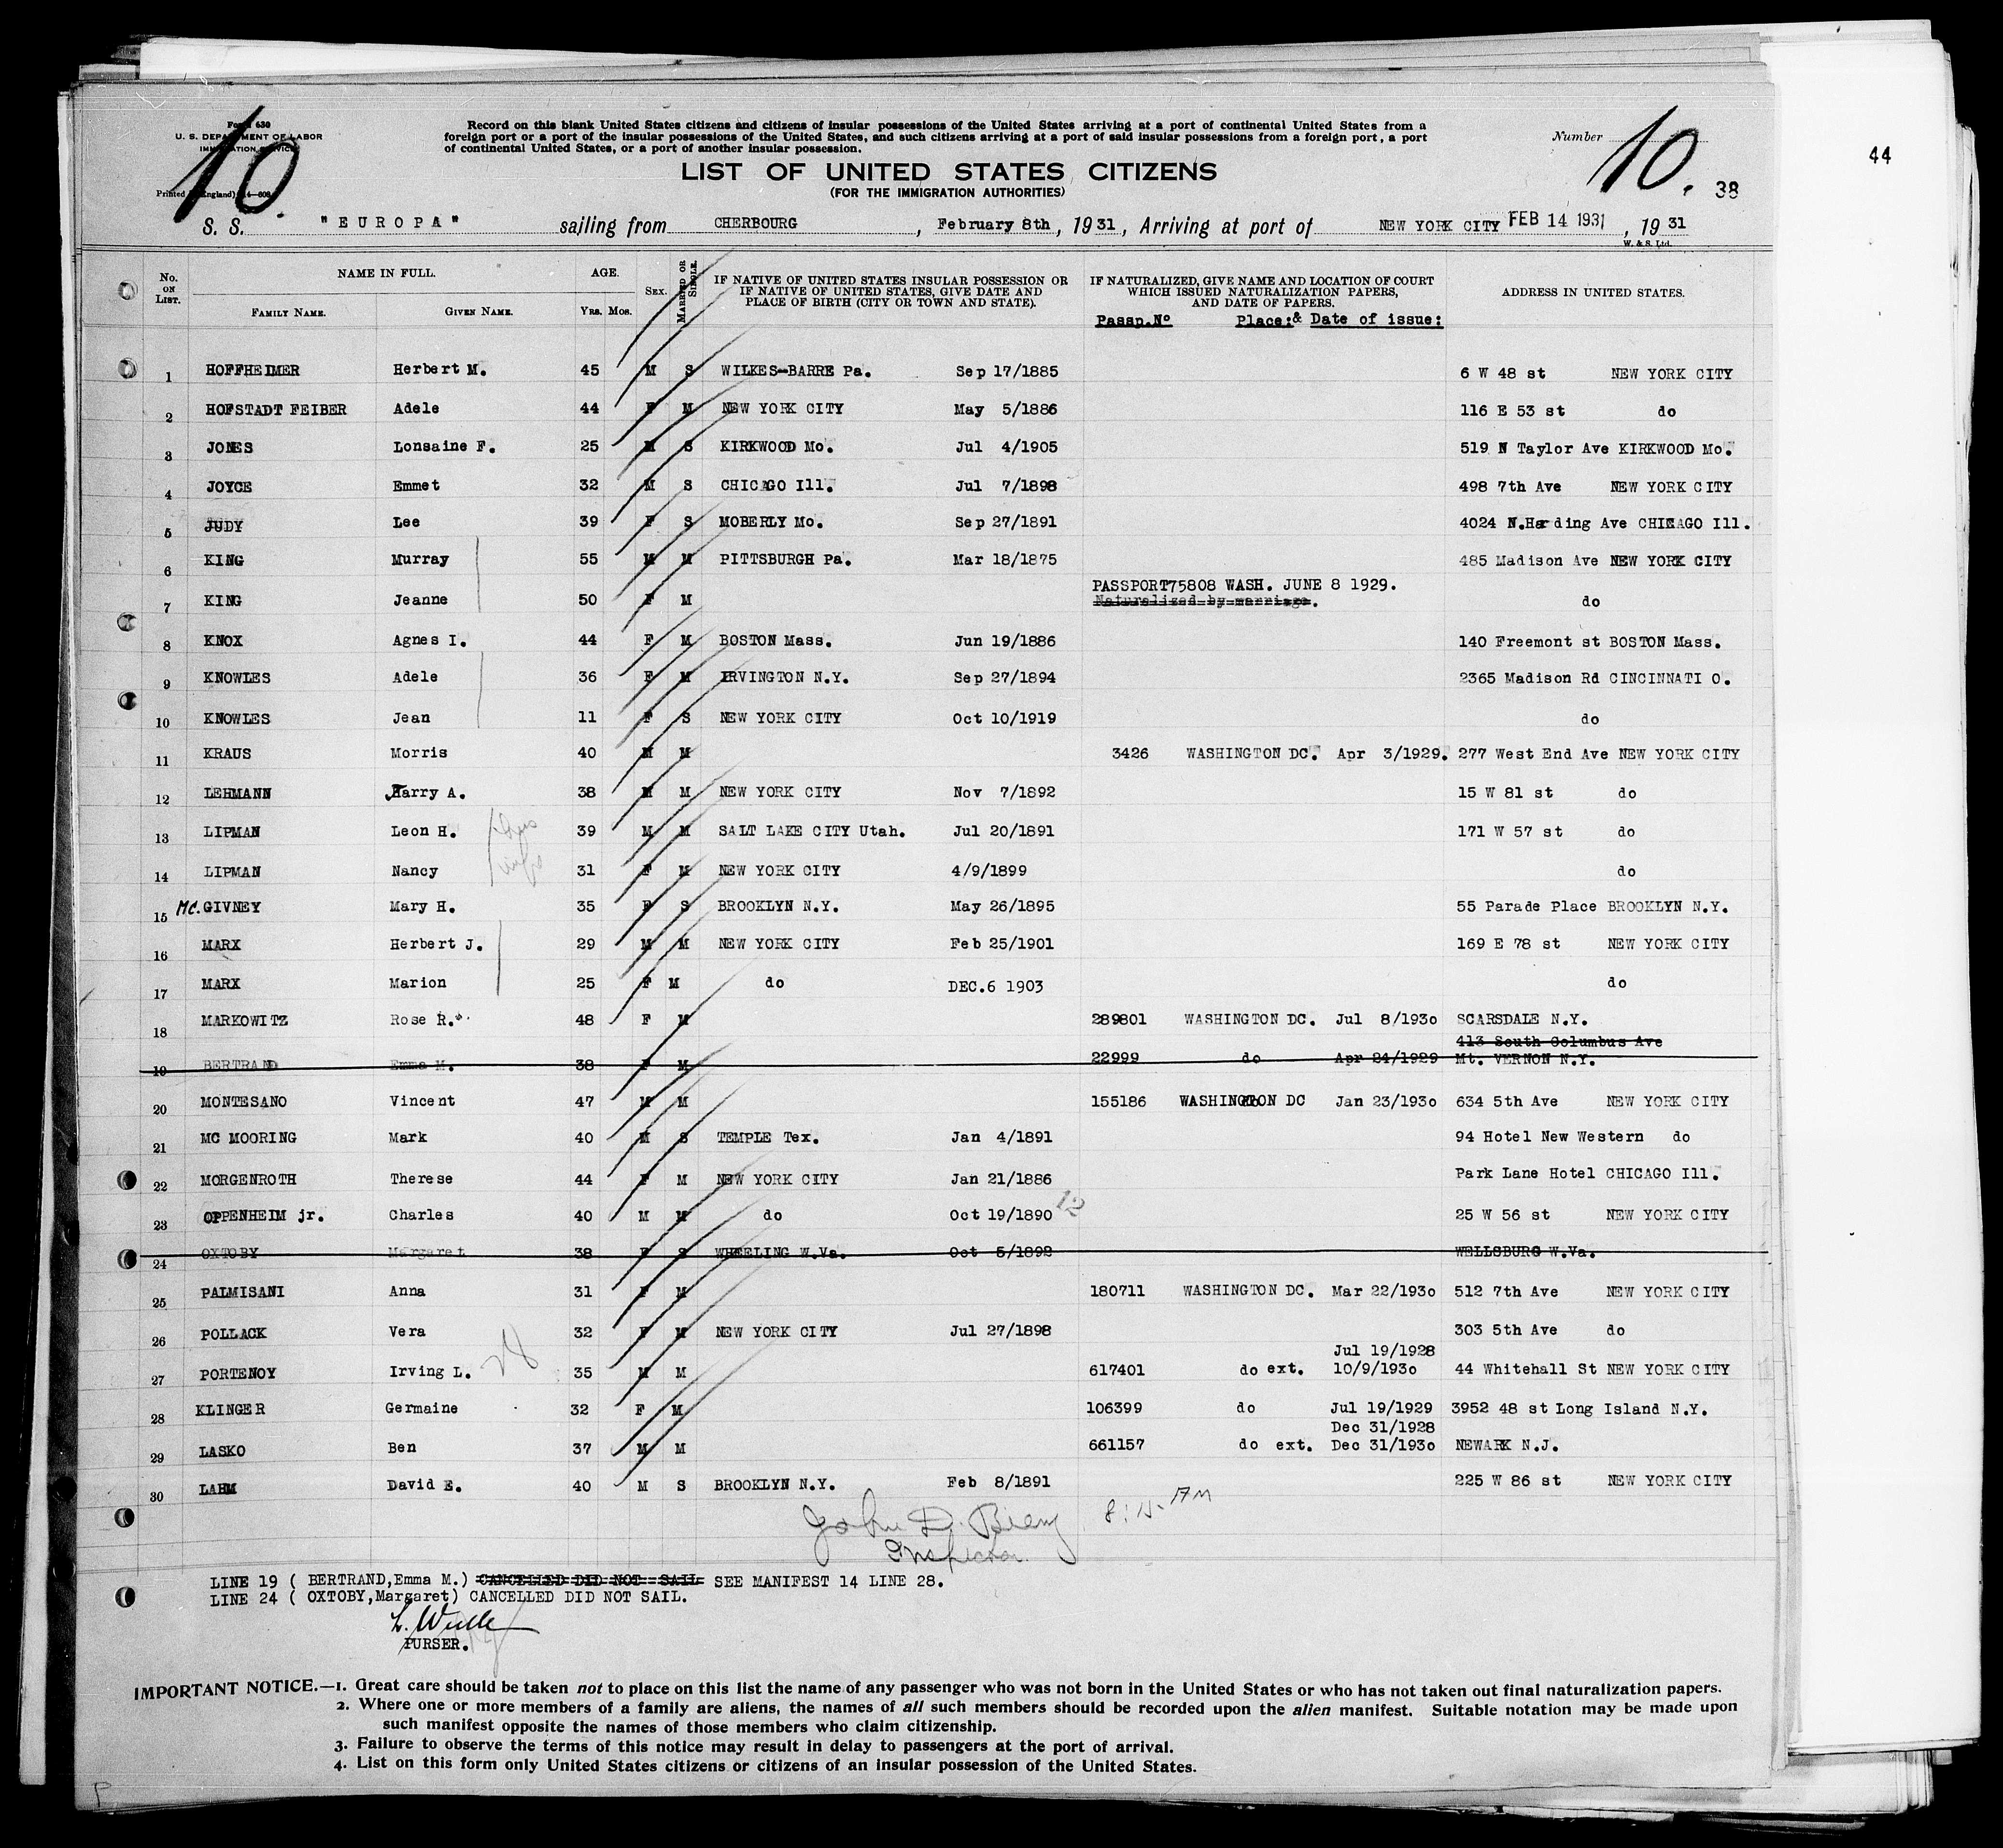 44
10.
Form 630
U. S. DEPARTMENT OF LABOR
IMMIGRATION SERVICE
Printed in England) 14—608
Record on this blank United States citizens and citizens of insular possessions of the United States arriving at a port of continental United States from a
foreign port or a port of the insular possessions of the United States, and such citizens arriving at a port of said insular possessions from a foreign port, a port
of continental United States, or a port of another insular possession.
Number 10. 38
LIST OF UNITED STATES CITIZENS
(FOR THE IMMIGRATION AUTHORITIES)
S. S. "EUROPA" sailing from CHERBOURG, February 8th, 1931, Arriving at port of NEW YORK CITY FEB 14 1931, 1931
W. & S. Ltd.
No. ON LIST. NAME IN FULL. FAMILY NAME. GIVEN NAME. AGE. YRS. MOS. SEX. MARRIED OR SINGLE. IF NATIVE OF UNITED STATES INSULAR POSSESSION OR IF NATIVE OF UNITED STATES, GIVE DATE AND PLACE OF BIRTH (CITY OR TOWN AND STATE). IF NATURALIZED, GIVE NAME AND LOCATION OF COURT WHICH ISSUED NATURALIZATION PAPERS, AND DATE OF PAPERS. ADDRESS IN UNITED STATES.
Passp.No Place:& Date of issue:
1 HOFFHEIMER Herbert M. 45 M S WILKES-BARRE Pa. Sep 17/1885 6 W 48 st NEW YORK CITY
2 HOFSTADT FEIBER Adele 44 F M NEW YORK CITY May 5/1886 116 E 53 st do
3 JONES Lonsaine F. 25 M S KIRKWOOD Mo. Jul 4/1905 519 N Taylor Ave KIRKWOOD Mo.
4 JOYCE Emmet 32 M S CHICAGO Ill. Jul 7/1898 498 7th Ave NEW YORK CITY
5 JUDY Lee 39 F S MOBERLY Mo. Sep 27/1891 4024 N.Harding Ave CHICAGO Ill.
6 KING Murray 55 M M PITTSBURGH Pa. Mar 18/1875 485 Madison Ave NEW YORK CITY
PASSPORT75808 WASH. JUNE 8 1929.
7 KING Jeanne 50 F M Naturalized by marriage. do
8 KNOX Agnes I. 44 F M BOSTON Mass. Jun 19/1886 140 Freemont st BOSTON Mass.
9 KNOWLES Adele 36 F M IRVINGTON N.Y. Sep 27/1894 2365 Madison Rd CINCINNATI O.
10 KNOWLES Jean 11 F S NEW YORK CITY Oct 10/1919 do
11 KRAUS Morris 40 M M 3426 WASHINGTON DC. Apr 3/1929. 277 West End Ave NEW YORK CITY
12 LEHMANN Harry A. 38 M M NEW YORK CITY Nov 7/1892 15 W 81 st do
13 LIPMAN Leon H. 39 M M SALT LAKE CITY Utah. Jul 20/1891 171 W 57 st do
14 LIPMAN Nancy wife 31 F M NEW YORK CITY 4/9/1899 do
15 MC. GIVNEY Mary H. 35 F S BROOKLYN N.Y. May 26/1895 55 Parade Place BROOKLYN N.Y.
16 MARX Herbert J. 29 M M NEW YORK CITY Feb 25/1901 169 E 78 st NEW YORK CITY
17 MARX Marion 25 F M do DEC.6 1903 do
18 MARKOWITZ Rose R. 48 F M 289801 WASHINGTON DC. Jul 8/1930 SCARSDALE N.Y.
413 South Columbus Ave
19 BERTRAND Emma M. 38 F M 22999 do Apr 24/1929 Mt. VERNON N.Y.
20 MONTESANO Vincent 47 M M 155186 WASHINGTON DC Jan 23/1930 634 5th Ave NEW YORK CITY
21 MC MOORING Mark 40 M S TEMPLE Tex. Jan 4/1891 94 Hotel New Western do
22 MORGENROTH Therese 44 F M NEW YORK CITY Jan 21/1886 Park Lane Hotel CHICAGO Ill.
23 OPPENHEIM jr. Charles 40 M M do Oct 19/1890 12 25 W 56 st NEW YORK CITY
24 OXTOBY Margaret 38 F S WHEELING W.Va. Oct 5/1892 WELLSBURG W.Va.
25 PALMISANI Anna 31 F M 180711 WASHINGTON DC. Mar 22/1930 512 7th Ave NEW YORK CITY
26 POLLACK Vera 32 F M NEW YORK CITY Jul 27/1898 303 5th Ave do
Jul 19/1928
27 PORTENOY Irving L. 28 35 M M 617401 do ext. 10/9/1930 44 Whitehall St NEW YORK CITY
28 KLINGER Germaine 32 F M 106399 do Jul 19/1929 3952 48 st Long Island N.Y.
Dec 31/1928
29 LASKO Ben 37 M M 661157 do ext. Dec 31/1930 NEWARK N.J.
30 LAHM David E. 40 M S BROOKLYN N.Y. Feb 8/1891 225 W 86 st NEW YORK CITY
John D. 8:15 AM
Inspector.
LINE 19 ( BERTRAND,Emma M.) CANCELLED DID NOT SAIL SEE MANIFEST 14 LINE 28.
LINE 24 ( OXTOBY,Margaret) CANCELLED DID NOT SAIL.
PURSER.
IMPORTANT NOTICE.—1. Great care should be taken not to place on this list the name of any passenger who was not born in the United States or who has not taken out final naturalization papers.
2. Where one or more members of a family are aliens, the names of all such members should be recorded upon the alien manifest. Suitable notation may be made upon
such manifest opposite the names of those members who claim citizenship.
3. Failure to observe the terms of this notice may result in delay to passengers at the port of arrival.
4. List on this form only United States citizens or citizens of an insular possession of the United States.